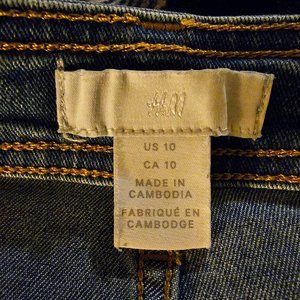 H&M
US 10
CA 10
MADE IN
CAMBODIA
FABRIQUÉ EN
CAMBODGE